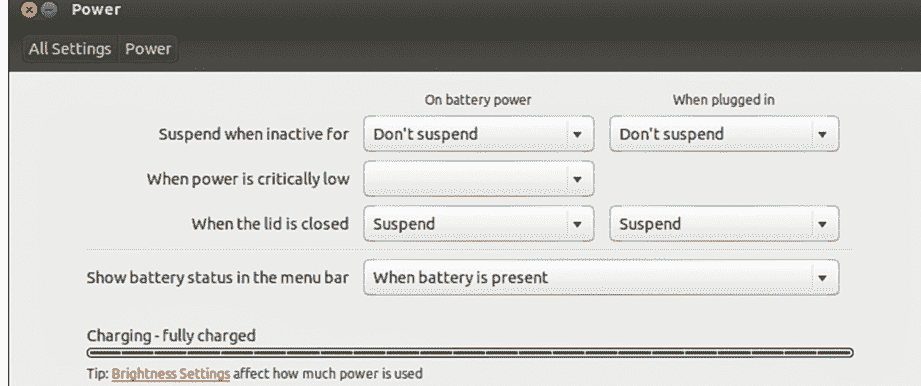 Power
All Settings Power
On battery power When plugged in
Suspend when inactive for Don't suspend Don't suspend
When power is critically low
When the lid is closed Suspend Suspend
Show battery status in the menu bar When battery is present
Charging - fully charged
Tip: Brightness Settings affect how much power is used